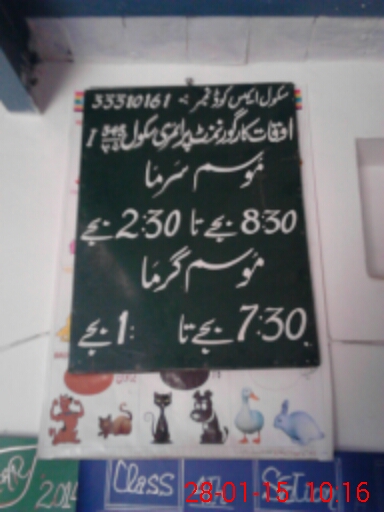 سکول ایمس کوڈ نمبر :- 33310161
اوقات کار گورنمنٹ پرائمری سکول
موسم سرما
8:30 بجے تا 2:30 بجے
موسم گرما
7:30 بجے تا 1: بجے
2014 Class
28-01-15 10:16